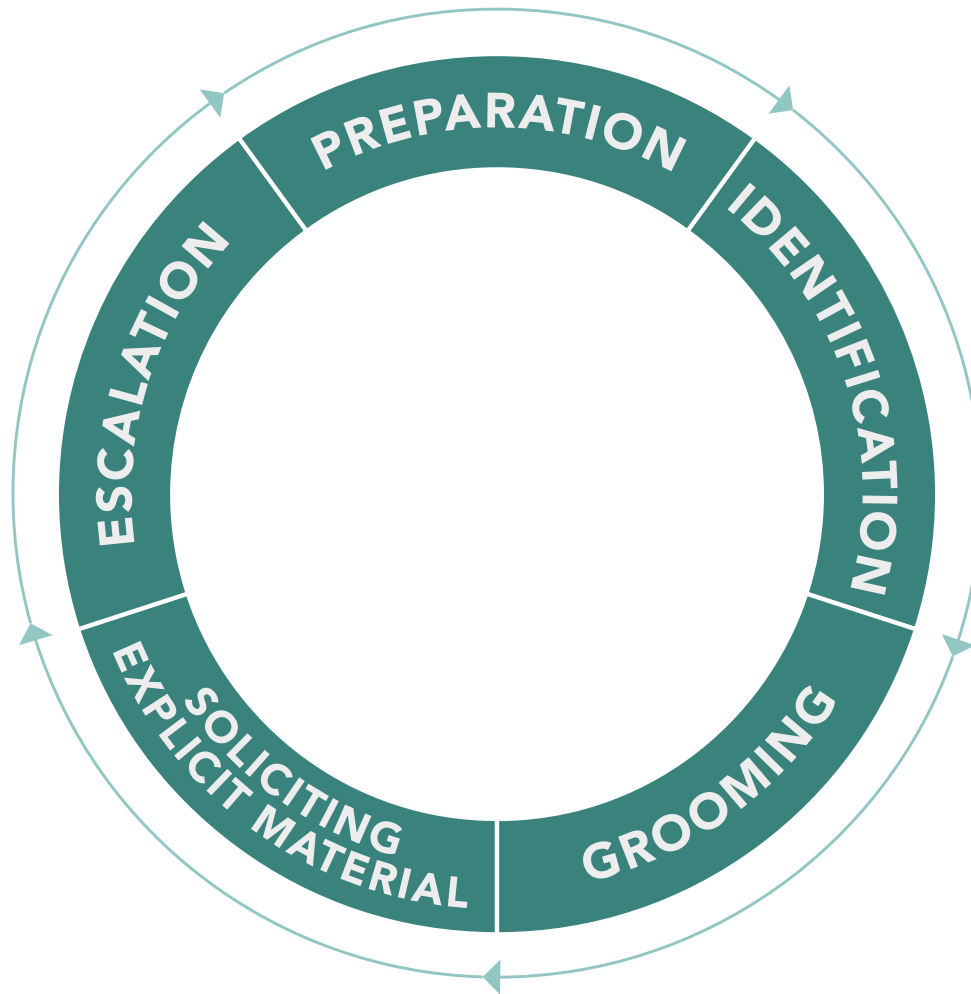 PREPARATION
IDENTIFICATION
GROOMING
SOLICITING
EXPLICIT MATERIAL
ESCALATION